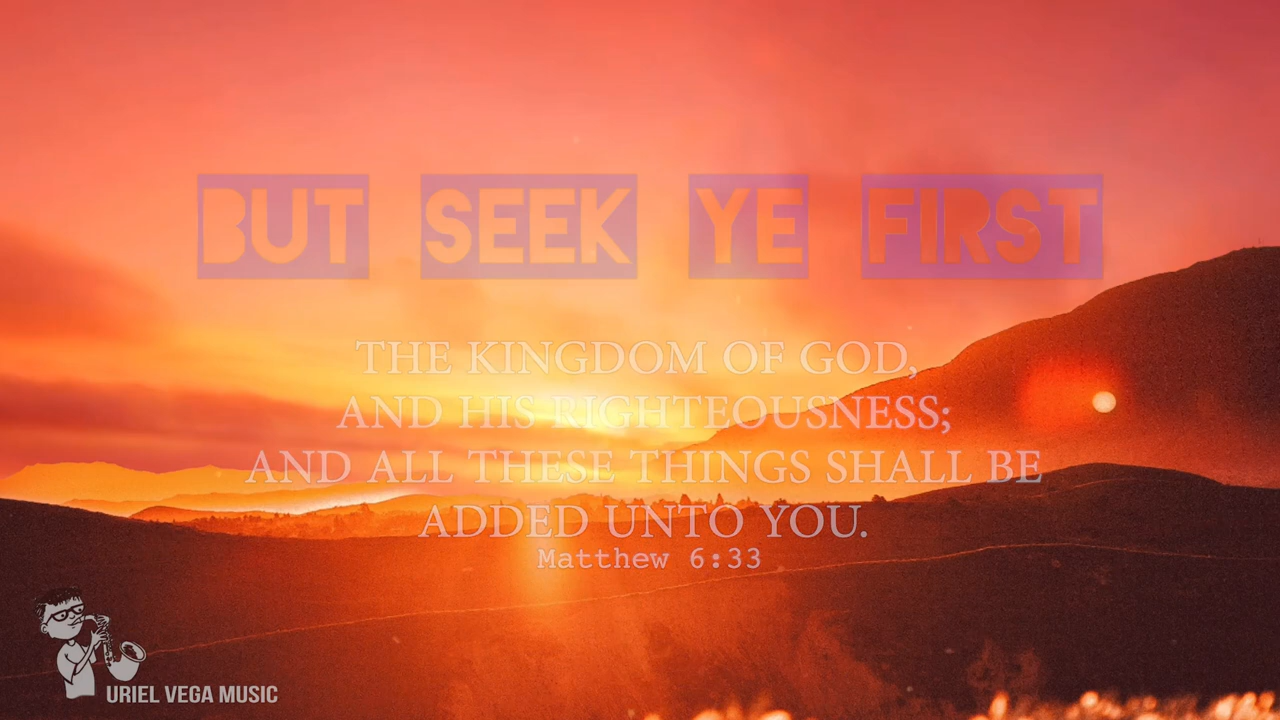 BUT SEEK YE FIRST
THE KINGDOM OF GOD,
AND HIS RIGHTEOUSNESS;
AND ALL THESE THINGS SHALL BE
ADDED UNTO YOU.
Matthew 6:33
URIEL VEGA MUSIC